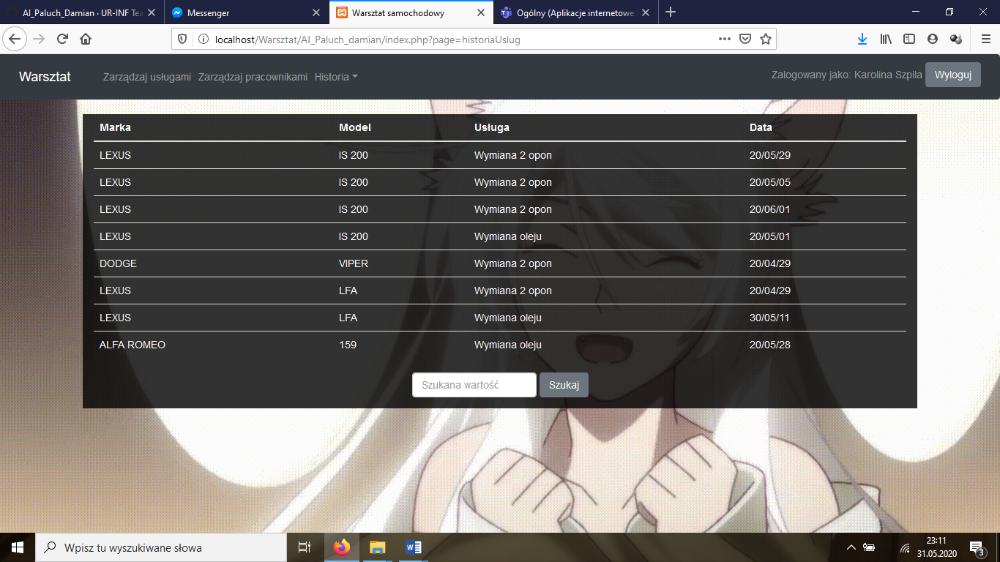 AI_Paluch_Damian · UR-INF Tea
Messenger
Warsztat samochodowy
Ogólny (Aplikacje internetowe
localhost/Warsztat/AI_Paluch_damian/index.php?page=historiaUslug
Warsztat
Zarządzaj usługami
Zarządzaj pracownikami
Historia
Zalogowany jako: Karolina Szpila
Wyloguj
Marka Model Usługa Data
LEXUS IS 200 Wymiana 2 opon 20/05/29
LEXUS IS 200 Wymiana 2 opon 20/05/05
LEXUS IS 200 Wymiana 2 opon 20/06/01
LEXUS IS 200 Wymiana oleju 20/05/01
DODGE VIPER Wymiana 2 opon 20/04/29
LEXUS LFA Wymiana 2 opon 20/04/29
LEXUS LFA Wymiana oleju 30/05/11
ALFA ROMEO 159 Wymiana oleju 20/05/28
Szukana wartość
Szukaj
Wpisz tu wyszukiwane słowa
23:11
31.05.2020
3